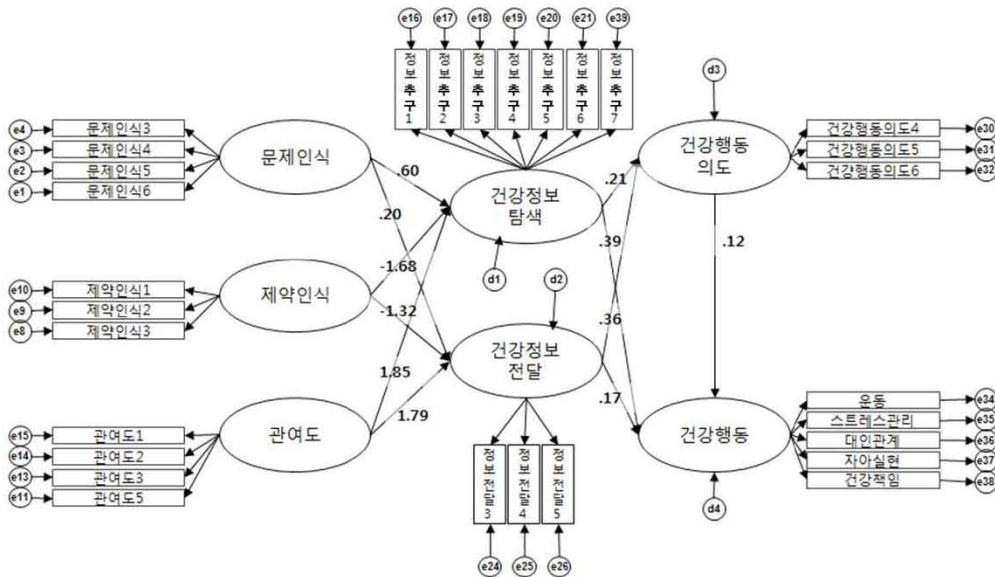 e16
e17
e18
e19
e20
e21
e39
정보추구1
정보추구2
정보추구3
정보추구4
정보추구5
정보추구6
정보추구7
d3
e4
문제인식3
e3
문제인식4
e2
문제인식5
e1
문제인식6
문제인식
건강정보
탐색
건강행동
의도
건강행동의도4
e30
건강행동의도5
e31
건강행동의도6
e32
.60
.20
.21
.39
.12
d1
d2
e10
제약인식1
e9
제약인식2
e8
제약인식3
제약인식
-1.68
-1.32
.36
건강정보
전달
1.85
1.79
.17
e15
관여도1
e14
관여도2
e13
관여도3
e11
관여도5
관여도
건강행동
운동
e34
스트레스관리
e35
대인관계
e36
자아실현
e37
건강책임
e38
정보전달3
정보전달4
정보전달5
d4
e24
e25
e26